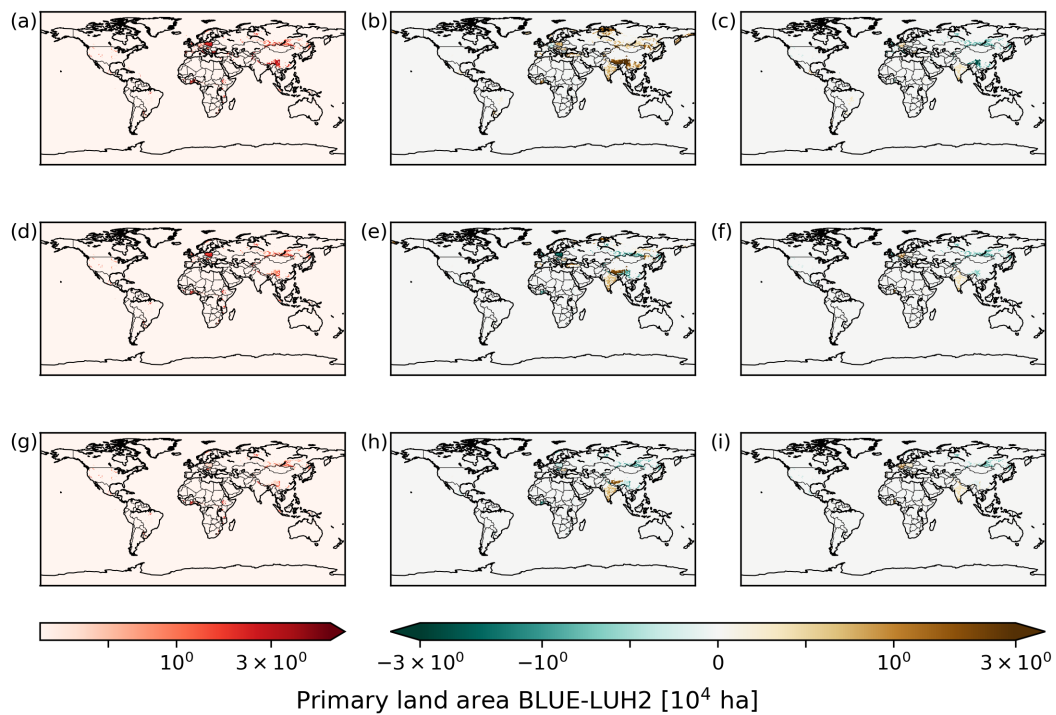 (a) (b) (c)
(d) (e) (f)
(g) (h) (i)
10⁰ 3 × 10⁰ −3 × 10⁰ −10⁰ 0 10⁰ 3 × 10⁰
Primary land area BLUE-LUH2 [10⁴ ha]